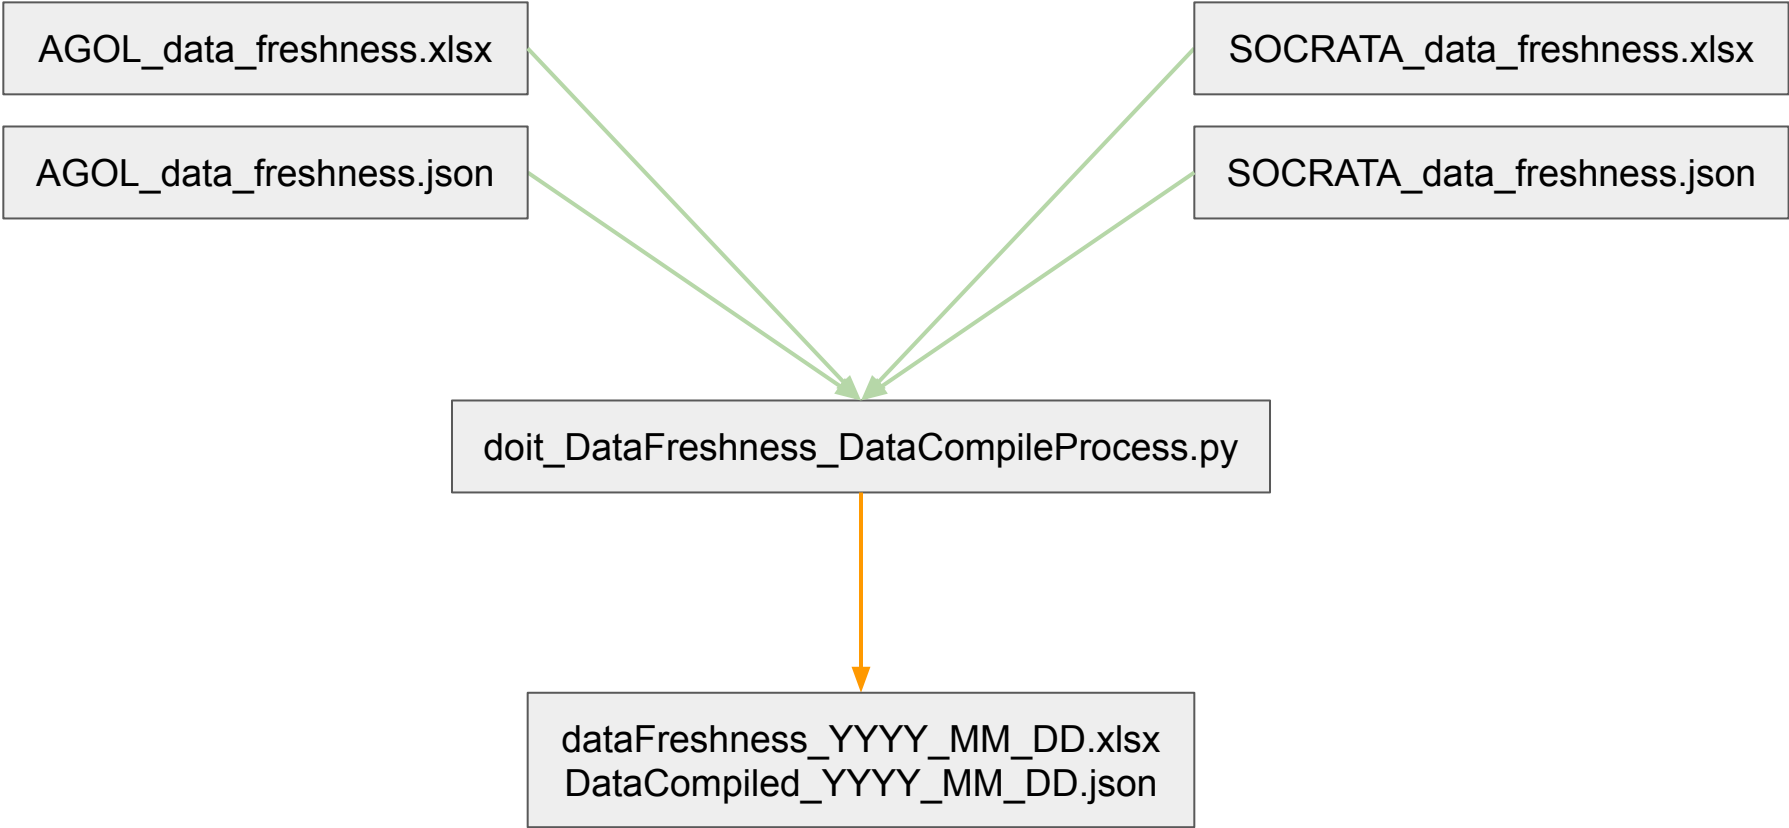 AGOL_data_freshness.xlsx
SOCRATA_data_freshness.xlsx
AGOL_data_freshness.json
SOCRATA_data_freshness.json
doit_DataFreshness_DataCompileProcess.py
dataFreshness_YYYY_MM_DD.xlsx
DataCompiled_YYYY_MM_DD.json